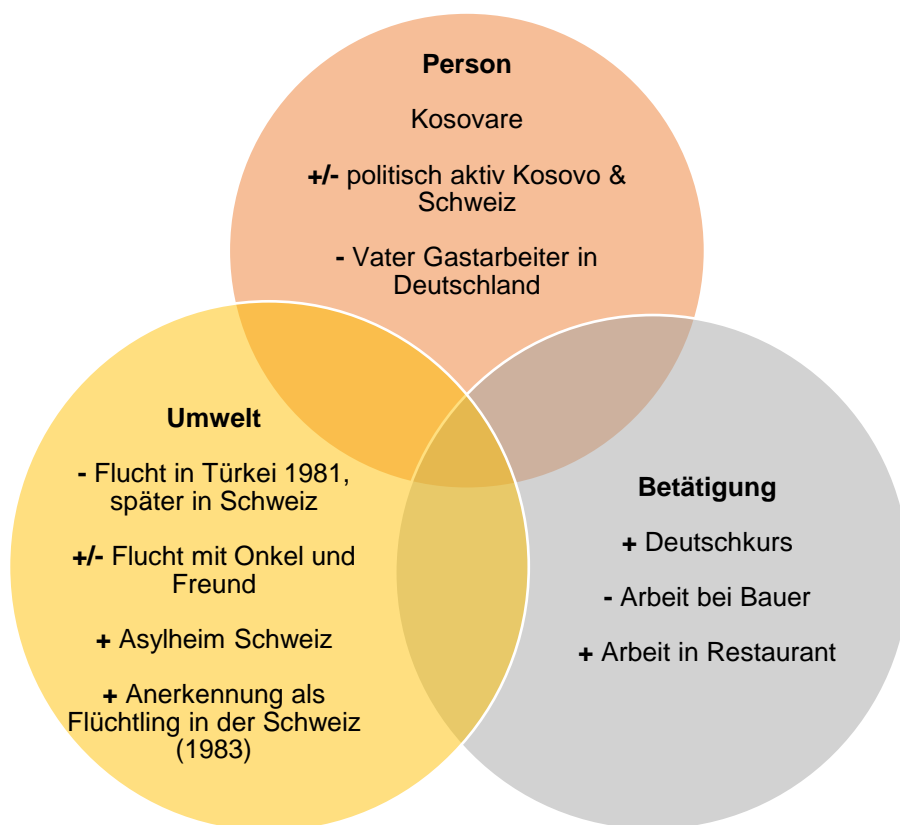 Person
Kosovare
+/- politisch aktiv Kosovo &
Schweiz
- Vater Gastarbeiter in
Deutschland
Umwelt
- Flucht in Türkei 1981,
später in Schweiz
+/- Flucht mit Onkel und
Freund
+ Asylheim Schweiz
+ Anerkennung als
Flüchtling in der Schweiz
(1983)
Betätigung
+ Deutschkurs
- Arbeit bei Bauer
+ Arbeit in Restaurant